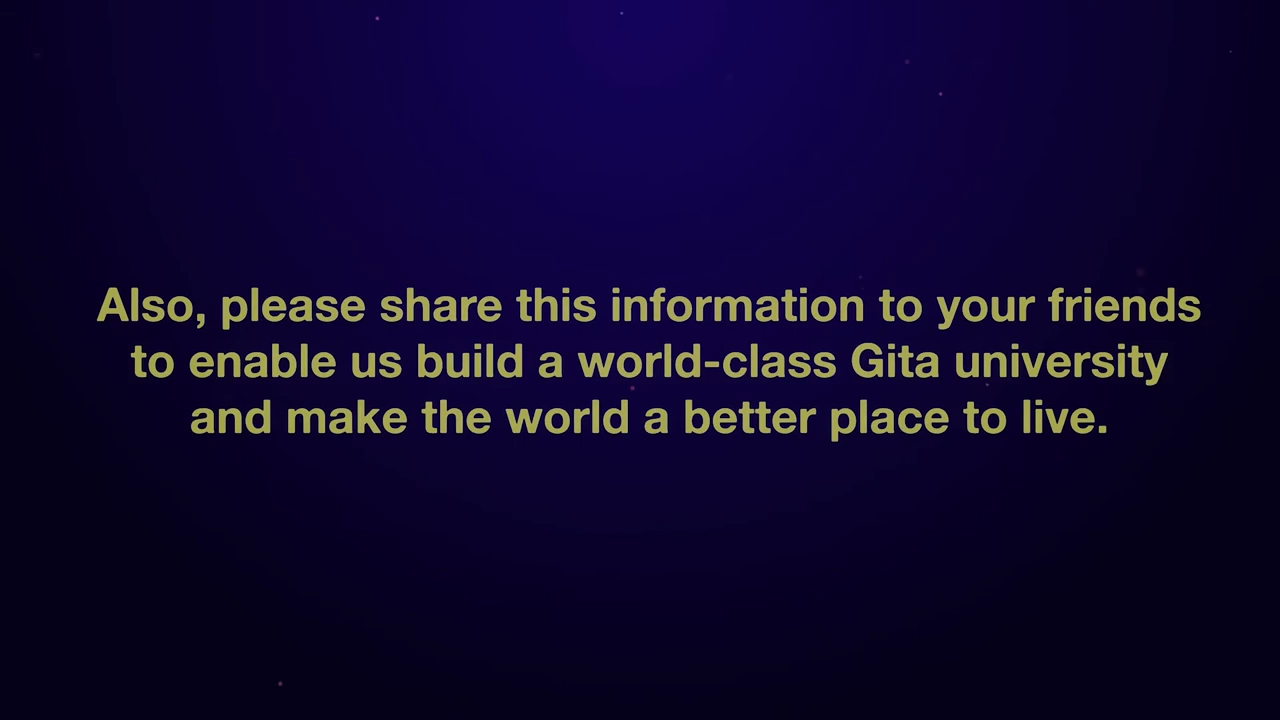 Also, please share this information to your friends
to enable us build a world-class Gita university
and make the world a better place to live.